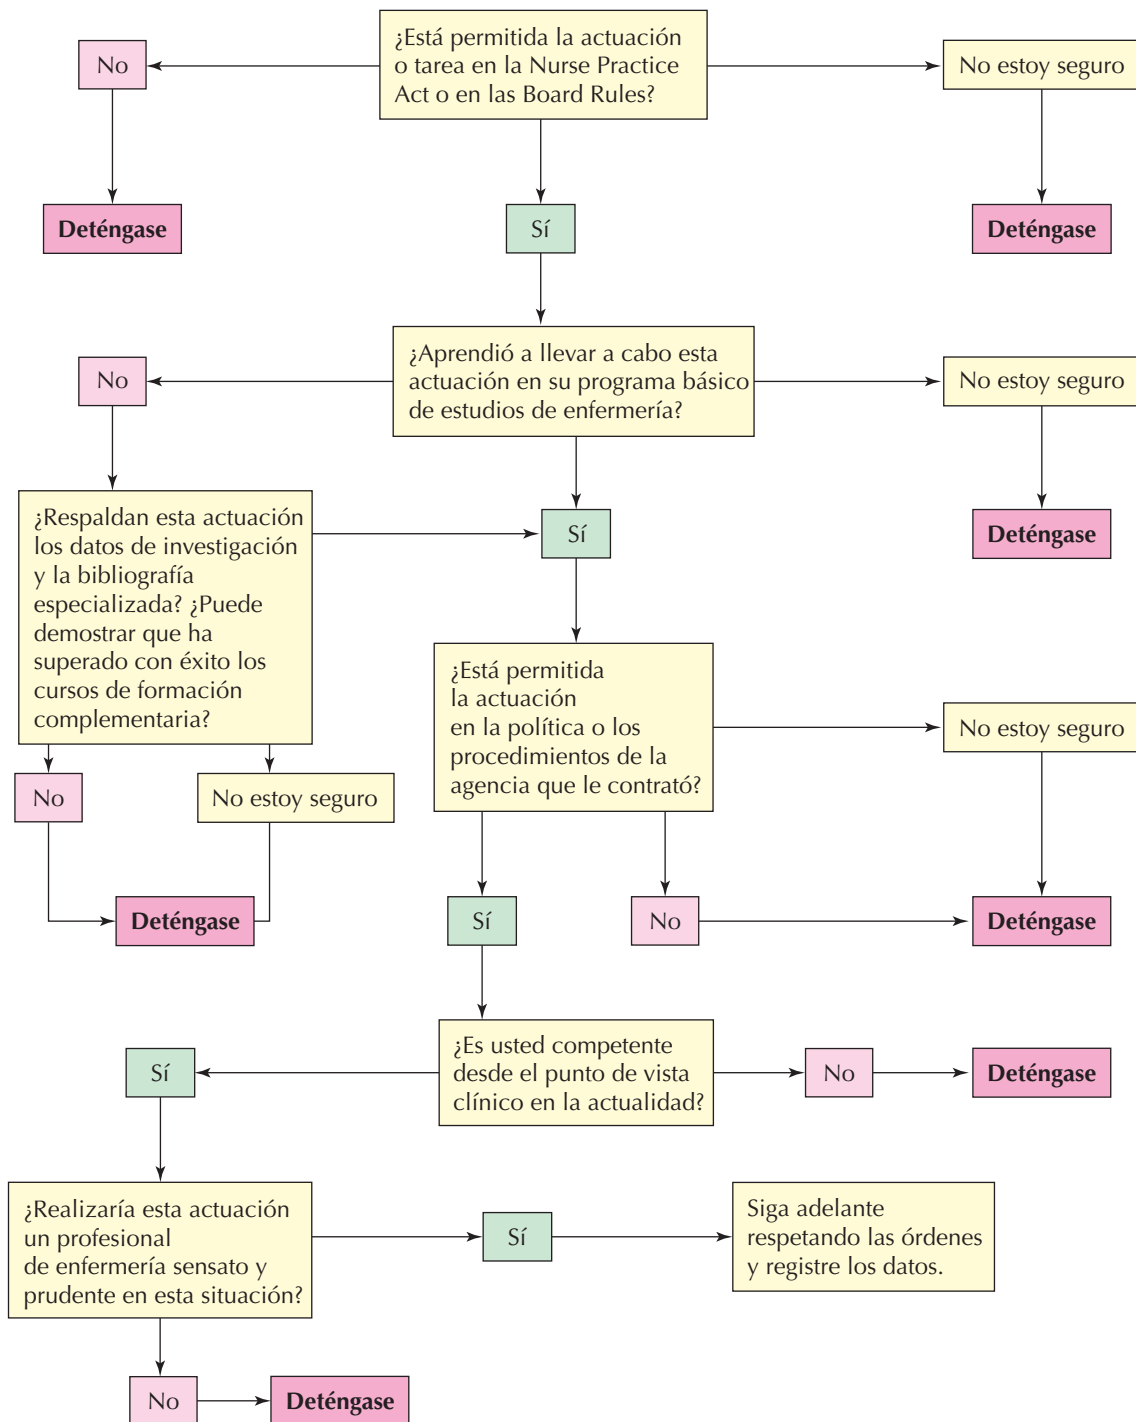 ¿Está permitida la actuación
o tarea en la Nurse Practice
Act o en las Board Rules?
No
No estoy seguro
Deténgase
Sí
Deténgase
¿Aprendió a llevar a cabo esta
actuación en su programa básico
de estudios de enfermería?
No
No estoy seguro
¿Respaldan esta actuación
los datos de investigación
y la bibliografía
especializada? ¿Puede
demostrar que ha
superado con éxito los
cursos de formación
complementaria?
Sí
Deténgase
¿Está permitida
la actuación
en la política o los
procedimientos de la
agencia que le contrató?
No estoy seguro
No
No estoy seguro
Deténgase
Sí
No
Deténgase
¿Es usted competente
desde el punto de vista
clínico en la actualidad?
Sí
No
Deténgase
¿Realizaría esta actuación
un profesional
de enfermería sensato y
prudente en esta situación?
Sí
Siga adelante
respetando las órdenes
y registre los datos.
No
Deténgase